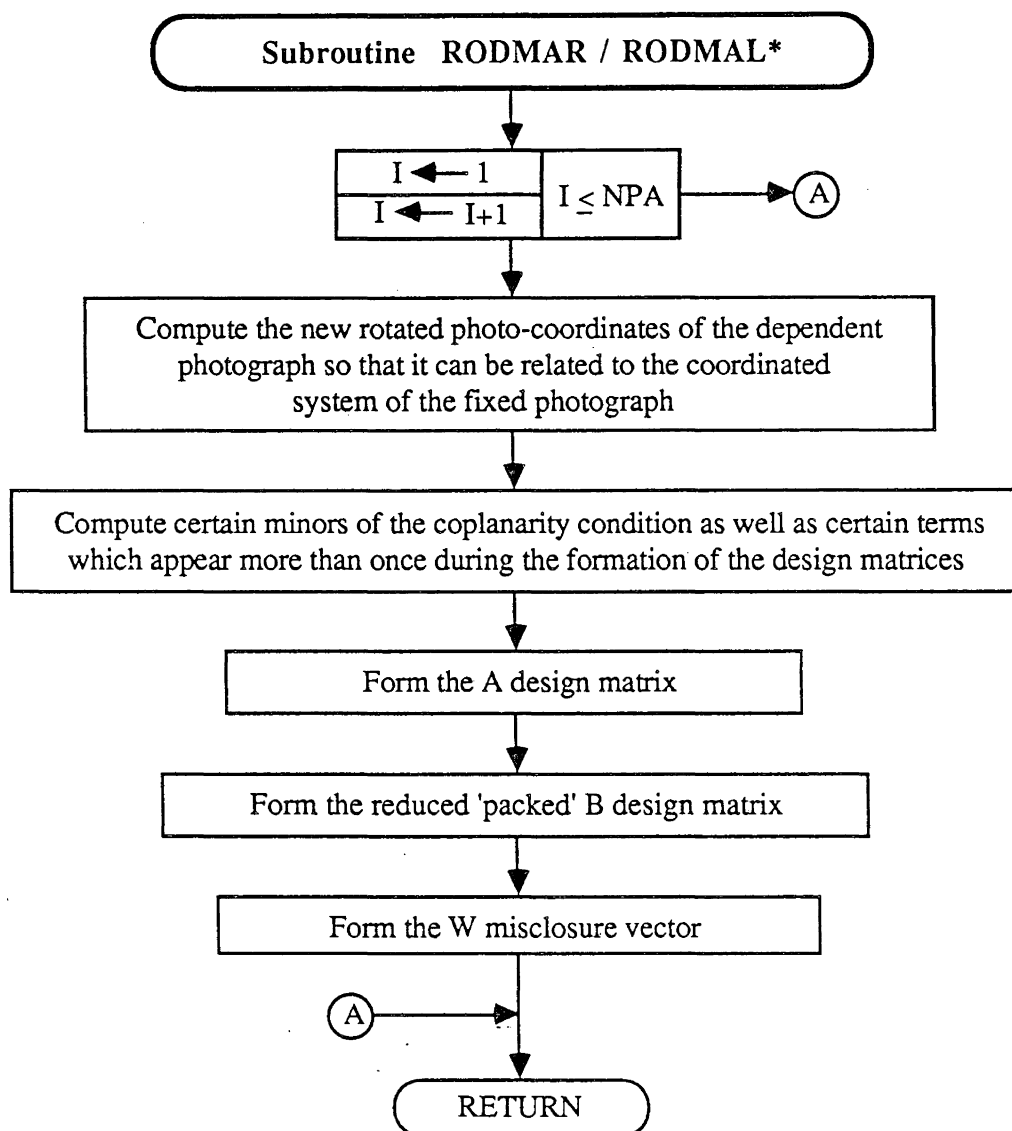 Subroutine RODMAR / RODMAL*
I ← 1
I ← I+1
I ≤ NPA
A
Compute the new rotated photo-coordinates of the dependent
photograph so that it can be related to the coordinated
system of the fixed photograph
Compute certain minors of the coplanarity condition as well as certain terms
which appear more than once during the formation of the design matrices
Form the A design matrix
Form the reduced 'packed' B design matrix
Form the W misclosure vector
A
RETURN